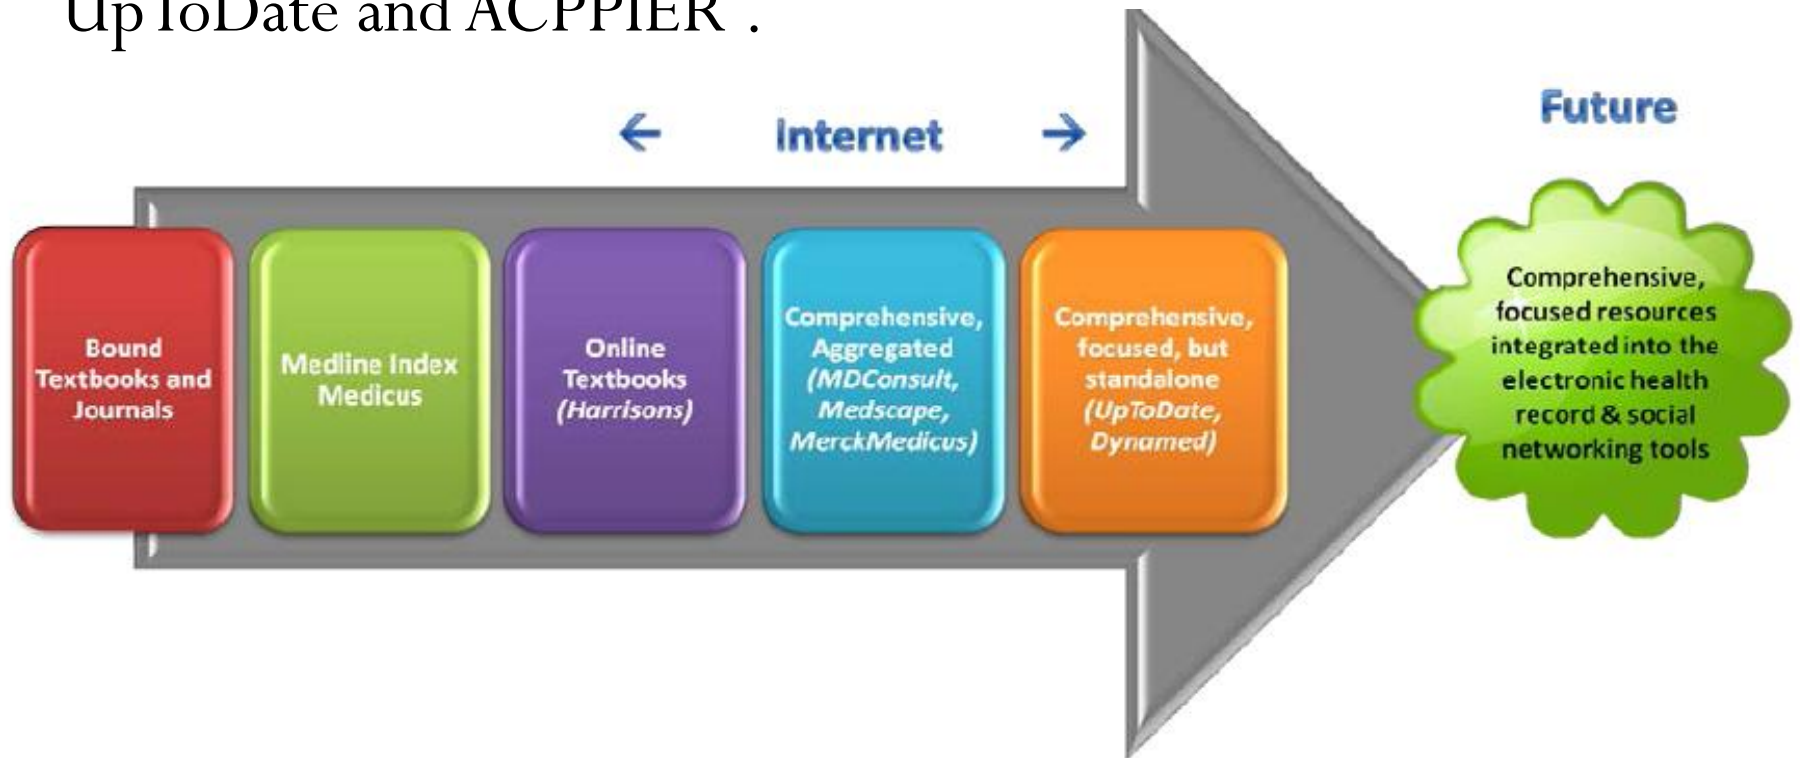 UpToDate and ACPPIER .
← Internet →
Future
Bound
Textbooks and
Journals
Medline Index
Medicus
Online
Textbooks
(Harrisons)
Comprehensive,
Aggregated
(MDConsult,
Medscape,
MerckMedicus)
Comprehensive,
focused, but
standalone
(UpToDate,
Dynamed)
Comprehensive,
focused resources
integrated into the
electronic health
record & social
networking tools